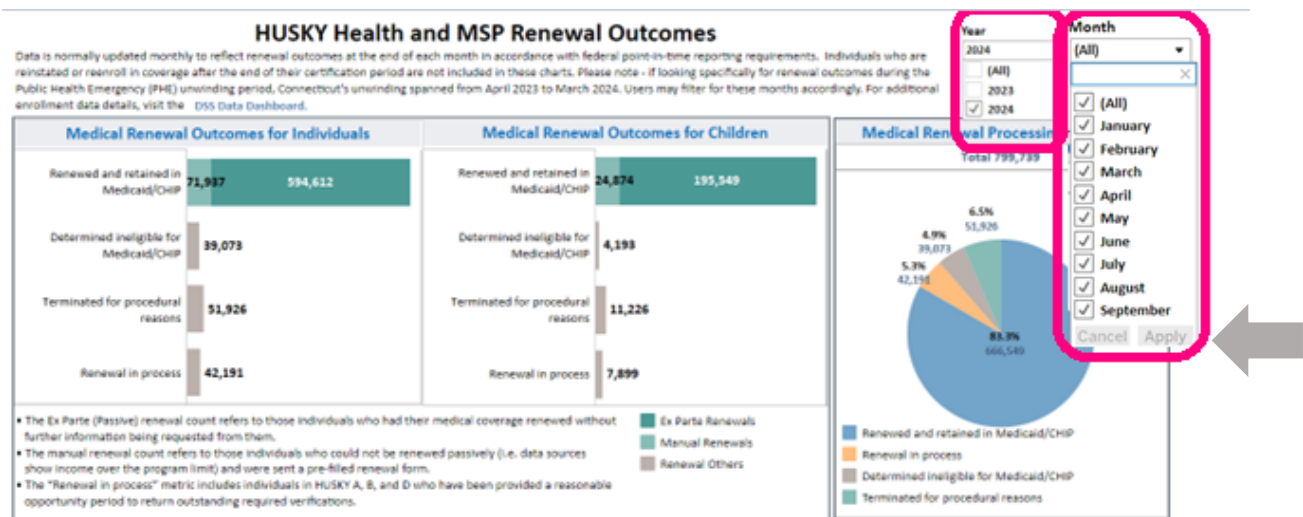 HUSKY Health and MSP Renewal Outcomes
Data is normally updated monthly to reflect renewal outcomes at the end of each month in accordance with federal point-in-time reporting requirements. Individuals who are
reinstated or reenroll in coverage after the end of their certification period are not included in these charts. Please note - if looking specifically for renewal outcomes during the
Public Health Emergency (PHE) unwinding period, Connecticut's unwinding spanned from April 2023 to March 2024. Users may filter for these months accordingly. For additional
enrollment data details, visit the DSS Data Dashboard.
Year
2024
(All)
2023
2024
Month
(All)
(All)
January
February
March
April
May
June
July
August
September
Cancel Apply
Medical Renewal Outcomes for Individuals
Renewed and retained in
Medicaid/CHIP
71,937 594,612
Determined ineligible for
Medicaid/CHIP
39,073
Terminated for procedural
reasons
51,926
Renewal in process 42,191
Medical Renewal Outcomes for Children
Renewed and retained in
Medicaid/CHIP
24,874 195,549
Determined ineligible for
Medicaid/CHIP
4,193
Terminated for procedural
reasons
11,226
Renewal in process 7,899
Medical Renewal Processin
Total 799,739
6.5%
51,926
4.9%
39,073
5.3%
42,191
83.3%
666,549
• The Ex Parte (Passive) renewal count refers to those individuals who had their medical coverage renewed without
further information being requested from them.
• The manual renewal count refers to those individuals who could not be renewed passively (i.e. data sources
show income over the program limit) and were sent a pre-filled renewal form.
• The "Renewal in process" metric includes individuals in HUSKY A, B, and D who have been provided a reasonable
opportunity period to return outstanding required verifications.
Ex Parte Renewals
Manual Renewals
Renewal Others
Renewed and retained in Medicaid/CHIP
Renewal in process
Determined ineligible for Medicaid/CHIP
Terminated for procedural reasons